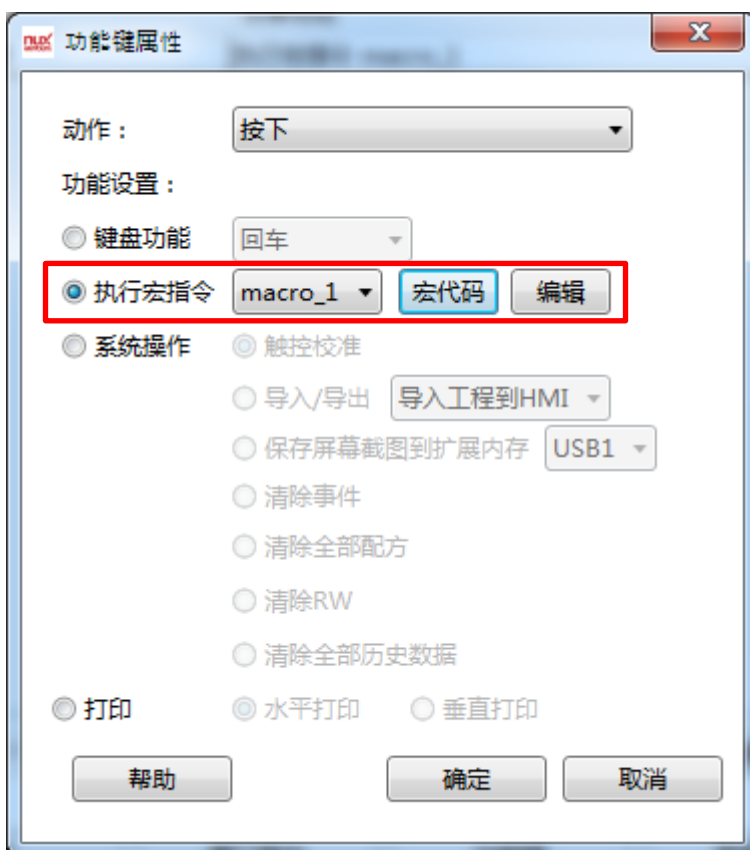 nux 功能键属性
动作： 按下
功能设置：
键盘功能 回车
执行宏指令 macro_1 宏代码 编辑
系统操作 触控校准
导入/导出 导入工程到HMI
保存屏幕截图到扩展内存 USB1
清除事件
清除全部配方
清除RW
清除全部历史数据
打印 水平打印 垂直打印
帮助 确定 取消